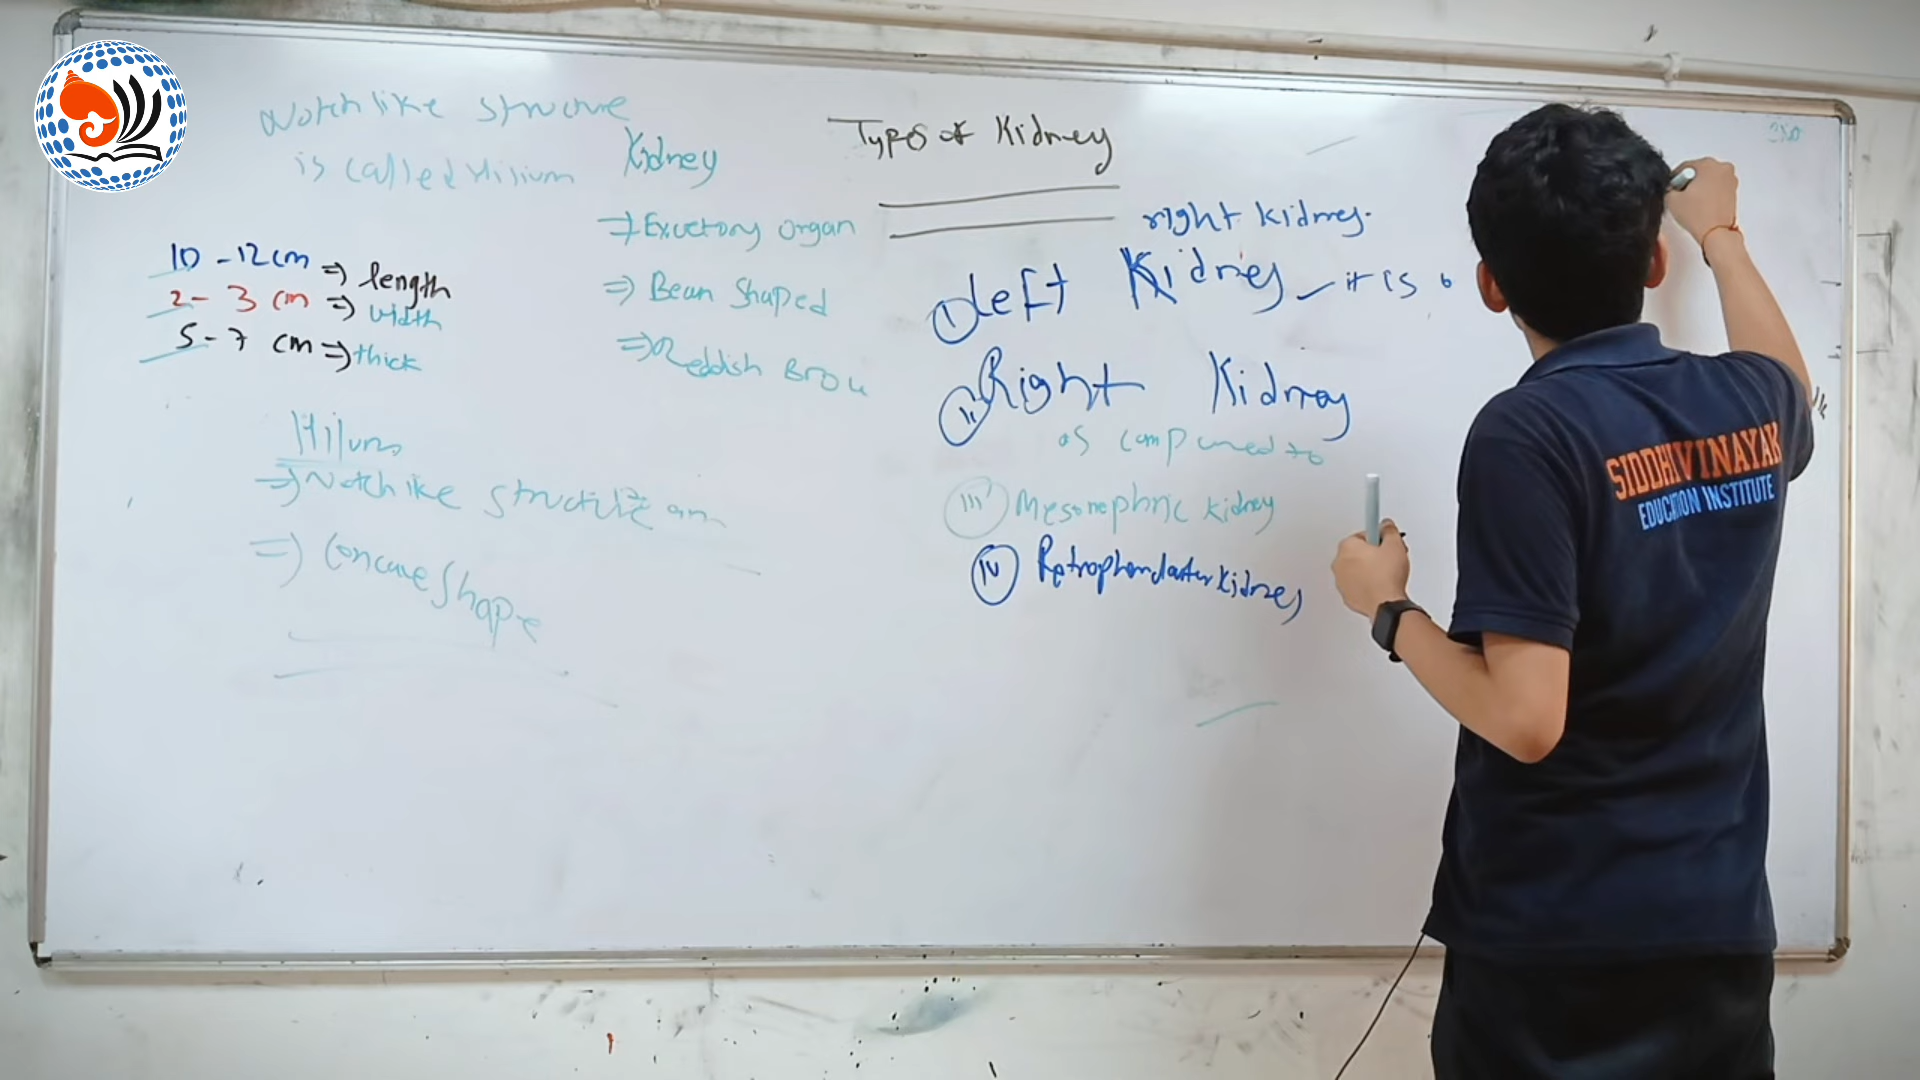 Notch like structure
is called Hilium
Kidney
⇒ Excretory organ
⇒ Bean Shaped
⇒ Reddish Brow
10 - 12 cm ⇒ length
2 - 3 cm ⇒ width
5 - 7 cm ⇒ thick
Hilum
⇒ Notch like structure
⇒ Concave Shape
Types of Kidney
right kidney.
i Left Kidney - it is
ii Right Kidney
as compared to
iii Mesonephric kidney
iv Kidney
SIDDHIVINAYAK
EDUCATION INSTITUTE